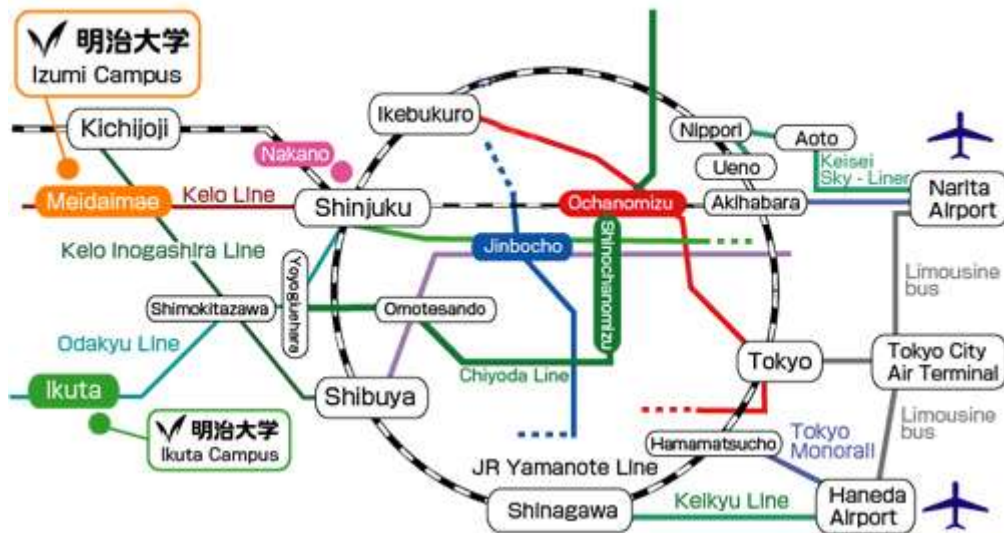 明治大学
Izumi Campus
Kichijoji
Ikebukuro
Nakano
Nippori
Aoto
Ueno
Keisei
Sky - Liner
Meidaimae
Kelo Line
Shinjuku
Ochanomizu
Akihabara
Narita
Airport
Kelo Inogashira Line
Jinbocho
Shinochanomizu
Yoyogiuehara
Limousine
bus
Shimokitazawa
Omotesando
Odakyu Line
Chiyoda Line
Tokyo
Tokyo City
Air Terminal
Ikuta
Shibuya
明治大学
Ikuta Campus
Limousine
bus
Hamamatsucho
Tokyo
Monorail
JR Yamanote Line
Shinagawa
Keikyu Line
Haneda
Airport